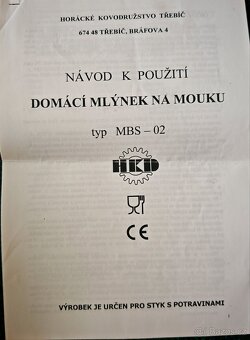 HORÁCKÉ KOVODRUŽSTVO TŘEBÍČ
674 48 TŘEBÍČ, BRÁFOVA 4
NÁVOD K POUŽITÍ
DOMÁCÍ MLÝNEK NA MOUKU
typ MBS – 02
HKD
CE
VÝROBEK JE URČEN PRO STYK S POTRAVINAMI